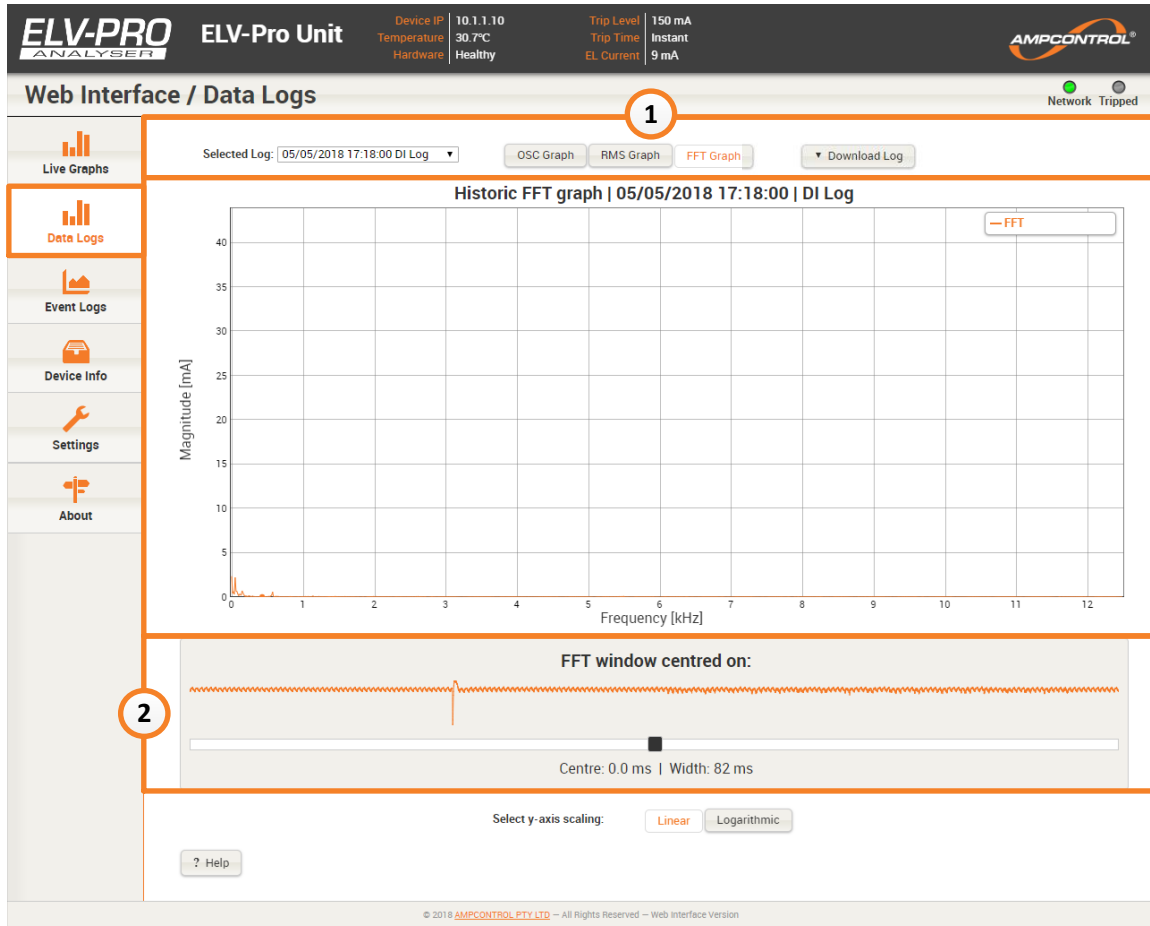 ELV-PRO
ANALYSER
ELV-Pro Unit
Device IP 10.1.1.10
Temperature 30.7ºC
Hardware Healthy
Trip Level 150 mA
Trip Time Instant
EL Current 9 mA
AMPCONTROL®
Web Interface / Data Logs
Network Tripped
1
Live Graphs
Data Logs
Event Logs
Device Info
Settings
About
Selected Log: 05/05/2018 17:18:00 DI Log ▼
OSC Graph RMS Graph FFT Graph
▼ Download Log
Historic FFT graph | 05/05/2018 17:18:00 | DI Log
FFT
40
35
30
25
20
15
10
5
0
Magnitude [mA]
0 1 2 3 4 5 6 7 8 9 10 11 12
Frequency [kHz]
2
FFT window centred on:
Centre: 0.0 ms | Width: 82 ms
Select y-axis scaling: Linear Logarithmic
? Help
© 2018 AMPCONTROL PTY LTD – All Rights Reserved – Web Interface Version